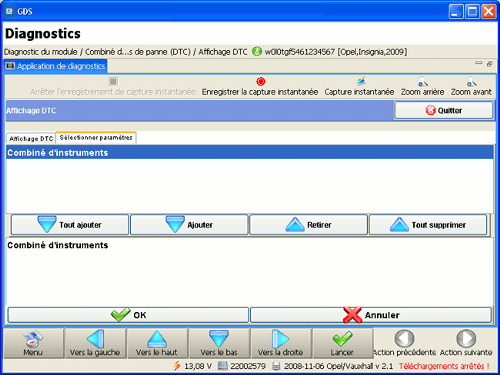 GDS
Diagnostics
Diagnostic du module / Combiné d...s de panne (DTC) / Affichage DTC w0l0tgf5461234567 [Opel,Insignia,2009]
Application de diagnostics
Arrêter l'enregistrement de capture instantanée Enregistrer la capture instantanée Capture instantanée Zoom arrière Zoom avant
Affichage DTC Quitter
Affichage DTC Sélectionner paramètres
Combiné d'instruments
Tout ajouter Ajouter Retirer Tout supprimer
Combiné d'instruments
OK Annuler
Menu Vers la gauche Vers le haut Vers le bas Vers la droite Lancer Action précédente Action suivante
13,08 V 22002579 2008-11-06 Opel/Vauxhall v 2.1 Téléchargements arrêtés !